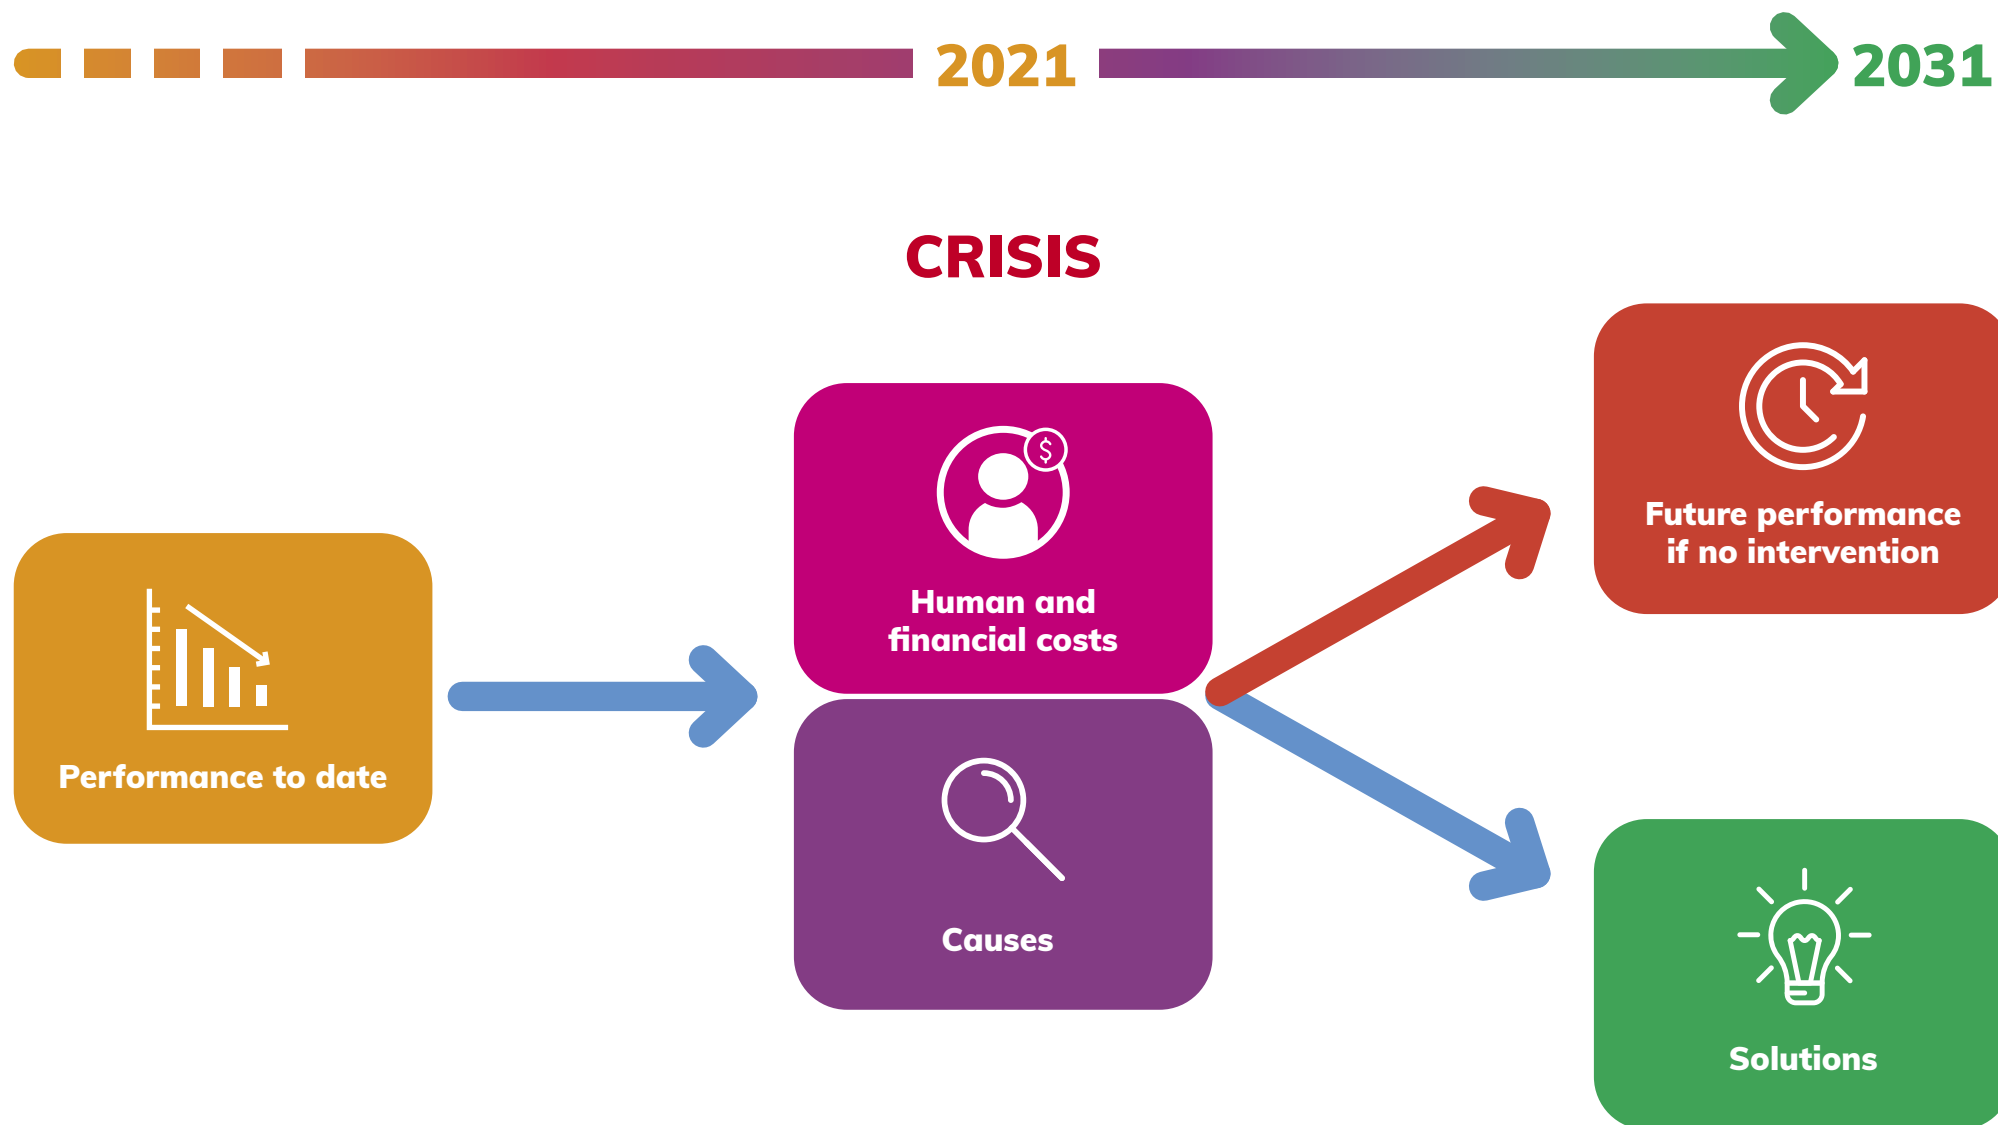 2021
2031
CRISIS
Performance to date
$
Human and
financial costs
Causes
Future performance
if no intervention
Solutions